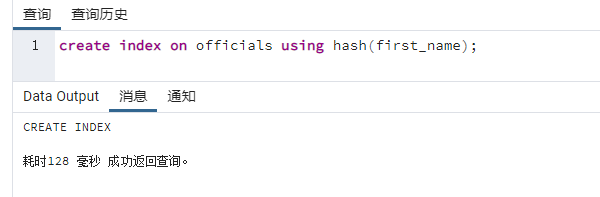 查询 查询历史
1 create index on officials using hash(first_name);
Data Output 消息 通知
CREATE INDEX
耗时128 毫秒 成功返回查询。